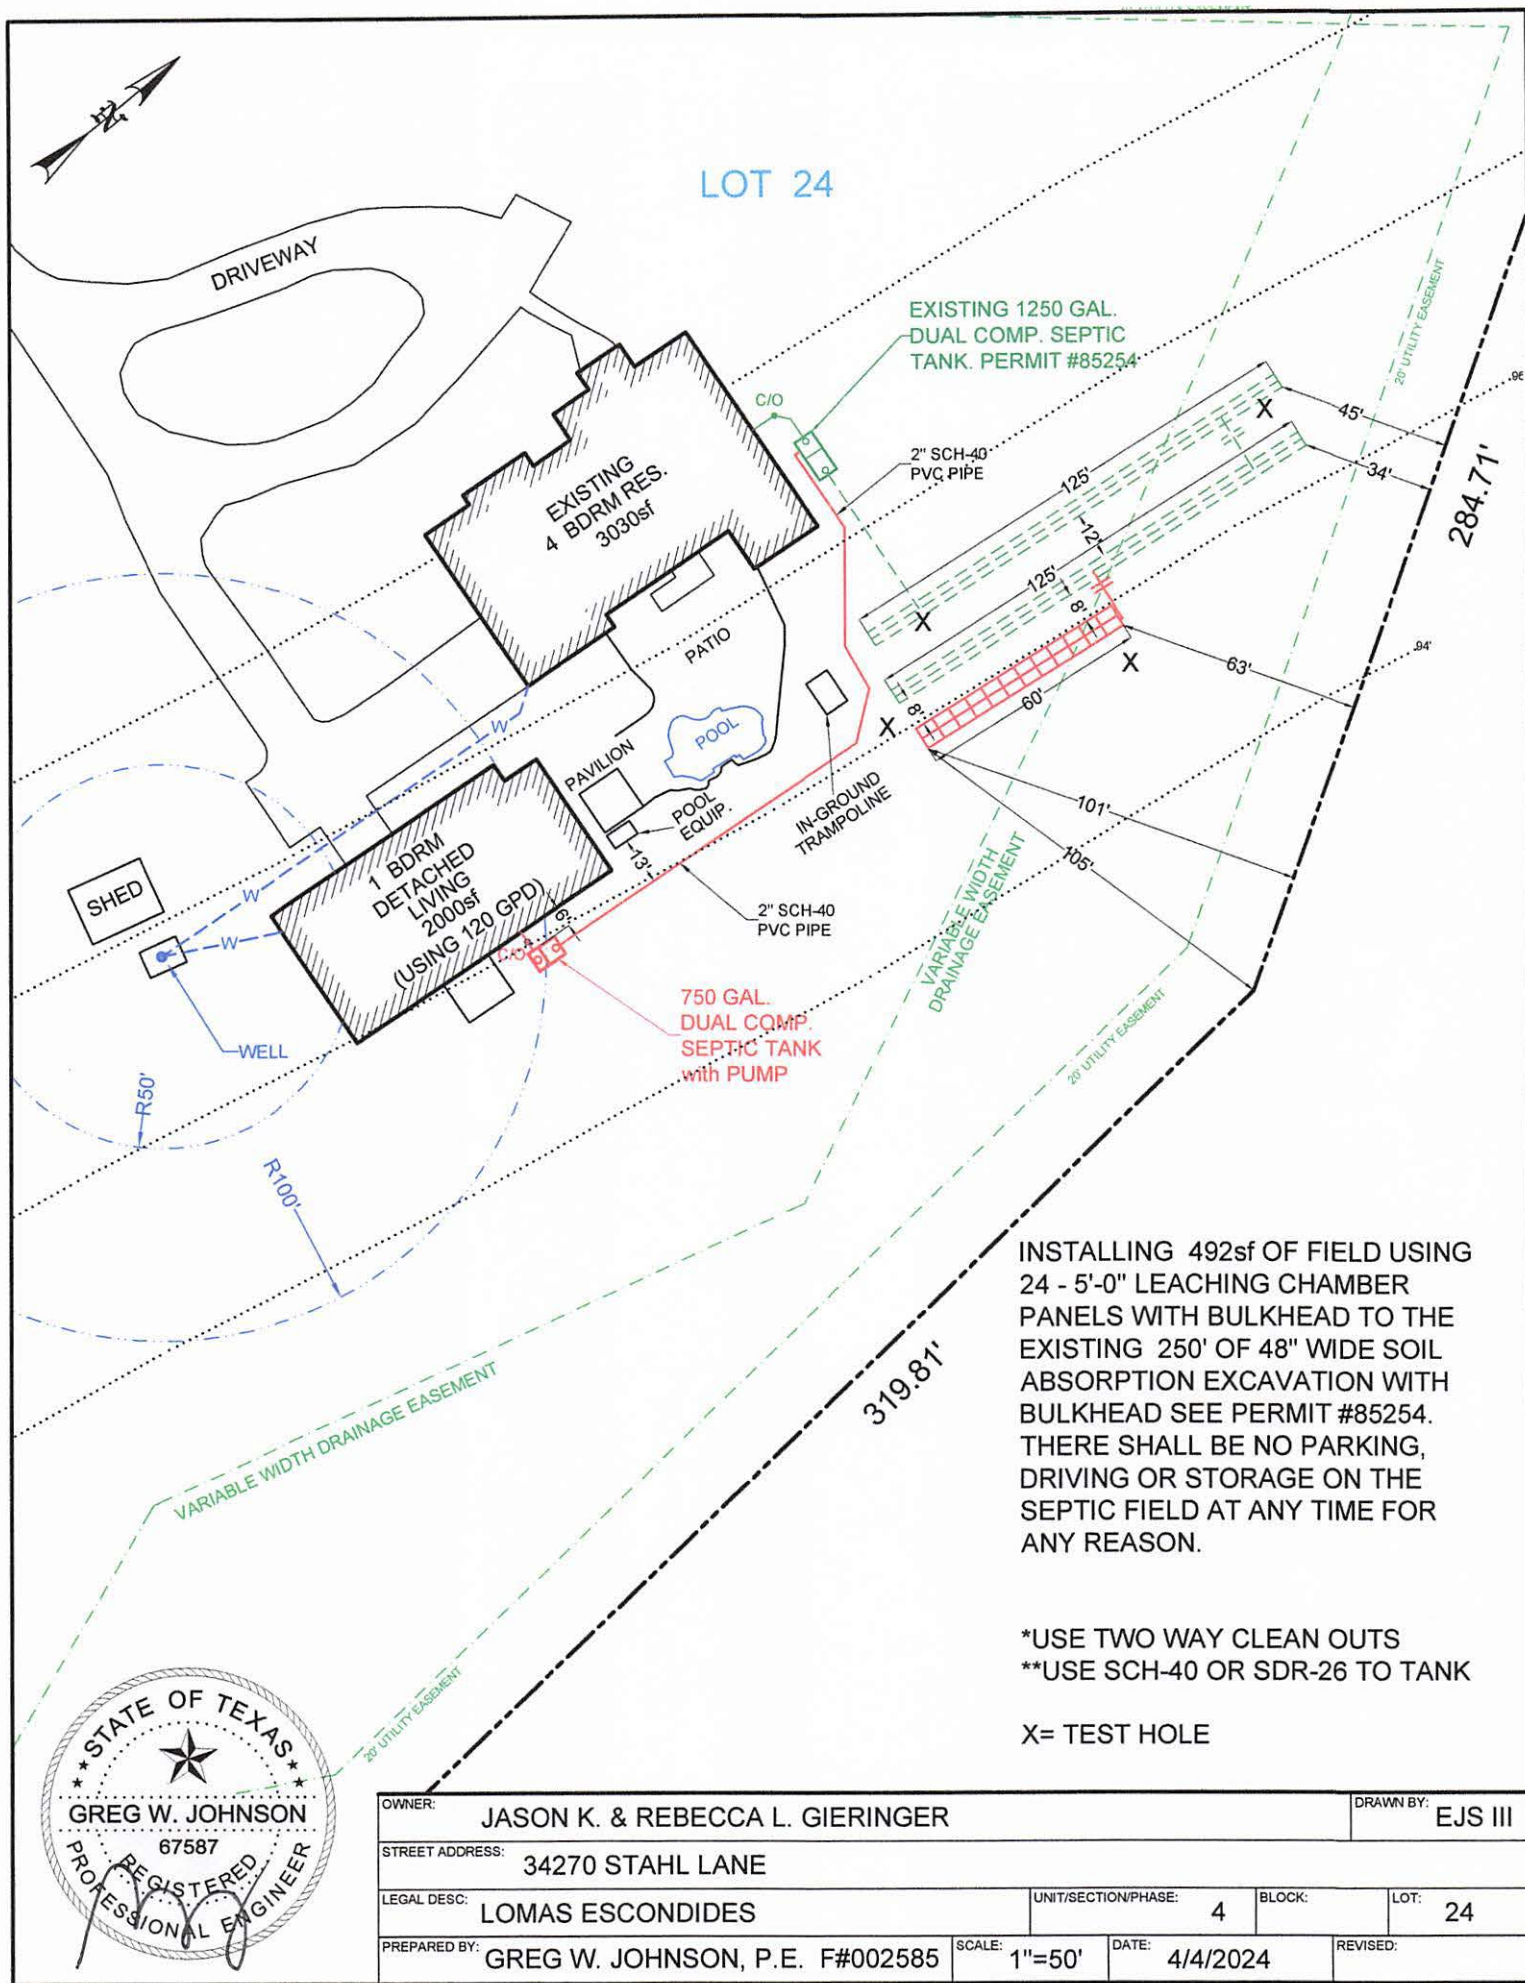 LOT 24
DRIVEWAY
EXISTING 1250 GAL.
DUAL COMP. SEPTIC
TANK. PERMIT #85254
20' UTILITY EASEMENT
C/O
2" SCH-40
PVC PIPE
EXISTING
4 BDRM RES.
3030sf
45'
34'
96'
284.71'
125'
12'
125'
8'
8'
60'
63'
94'
101'
105'
PATIO
POOL
PAVILION
POOL
EQUIP.
13'
IN-GROUND
TRAMPOLINE
W
W
W
SHED
WELL
1 BDRM
DETACHED
LIVING
2000sf
(USING 120 GPD)
6'
C/O
2" SCH-40
PVC PIPE
VARIABLE WIDTH
DRAINAGE EASEMENT
750 GAL.
DUAL COMP.
SEPTIC TANK
with PUMP
20' UTILITY EASEMENT
R50'
R100'
INSTALLING 492sf OF FIELD USING
24 - 5'-0" LEACHING CHAMBER
PANELS WITH BULKHEAD TO THE
EXISTING 250' OF 48" WIDE SOIL
ABSORPTION EXCAVATION WITH
BULKHEAD SEE PERMIT #85254.
THERE SHALL BE NO PARKING,
DRIVING OR STORAGE ON THE
SEPTIC FIELD AT ANY TIME FOR
ANY REASON.
319.81'
VARIABLE WIDTH DRAINAGE EASEMENT
*USE TWO WAY CLEAN OUTS
**USE SCH-40 OR SDR-26 TO TANK
X= TEST HOLE
20' UTILITY EASEMENT
STATE OF TEXAS
GREG W. JOHNSON
67587
REGISTERED
PROFESSIONAL ENGINEER
OWNER: JASON K. & REBECCA L. GIERINGER
DRAWN BY: EJS III
STREET ADDRESS: 34270 STAHL LANE
LEGAL DESC: LOMAS ESCONDIDES
UNIT/SECTION/PHASE: 4
BLOCK:
LOT: 24
PREPARED BY: GREG W. JOHNSON, P.E. F#002585
SCALE: 1"=50'
DATE: 4/4/2024
REVISED: